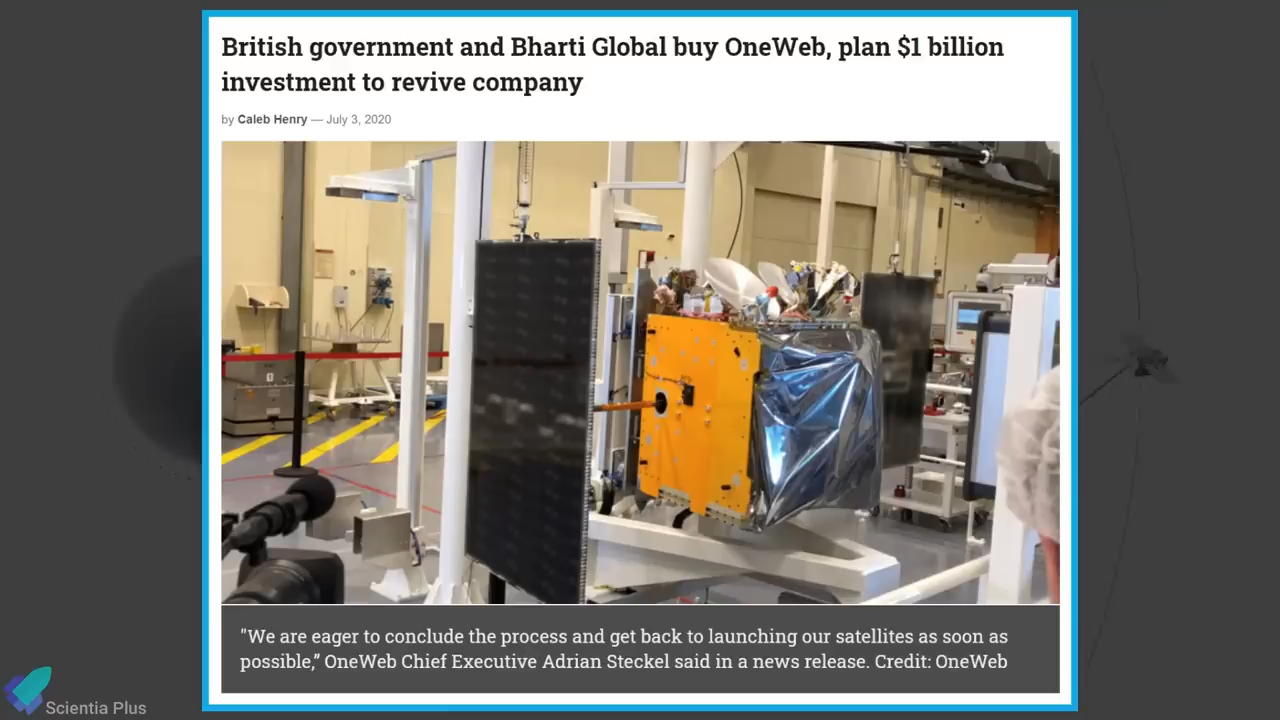 British government and Bharti Global buy OneWeb, plan $1 billion
investment to revive company
by Caleb Henry — July 3, 2020
"We are eager to conclude the process and get back to launching our satellites as soon as
possible,” OneWeb Chief Executive Adrian Steckel said in a news release. Credit: OneWeb
Scientia Plus